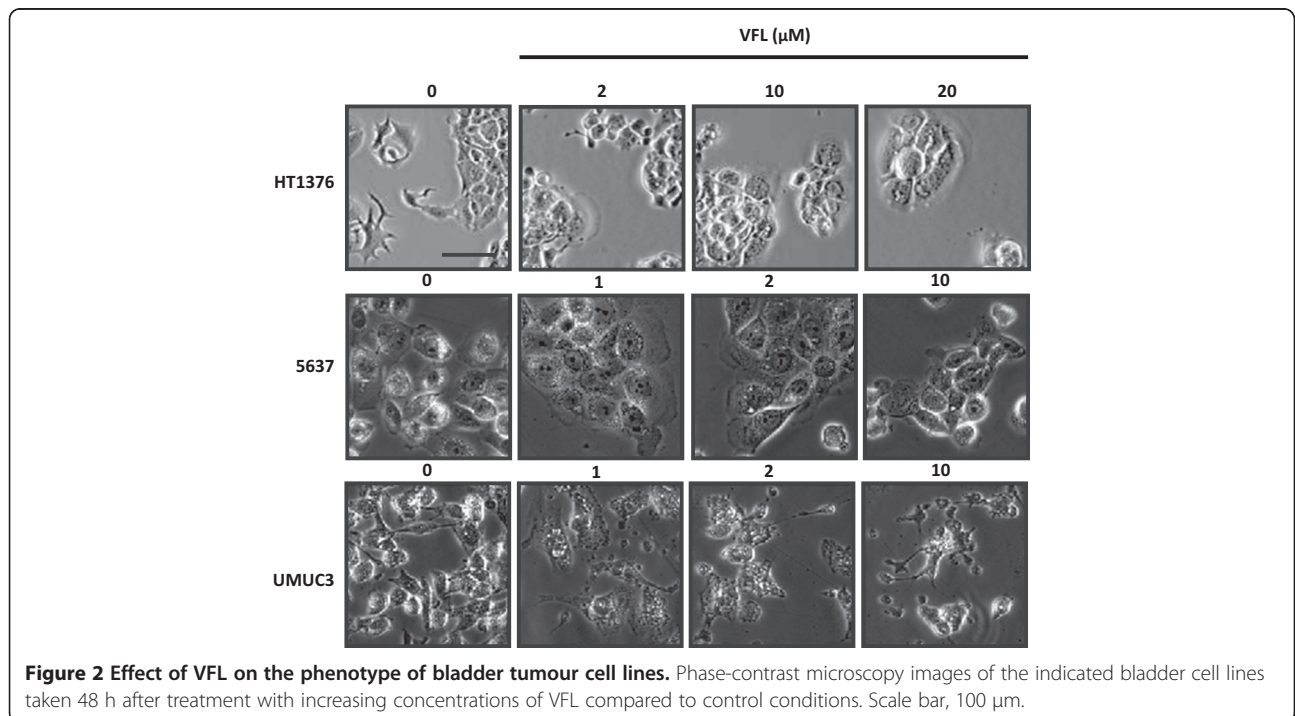 VFL (µM)
0 2 10 20
HT1376
0 1 2 10
5637
0 1 2 10
UMUC3
Figure 2 Effect of VFL on the phenotype of bladder tumour cell lines. Phase-contrast microscopy images of the indicated bladder cell lines
taken 48 h after treatment with increasing concentrations of VFL compared to control conditions. Scale bar, 100 µm.